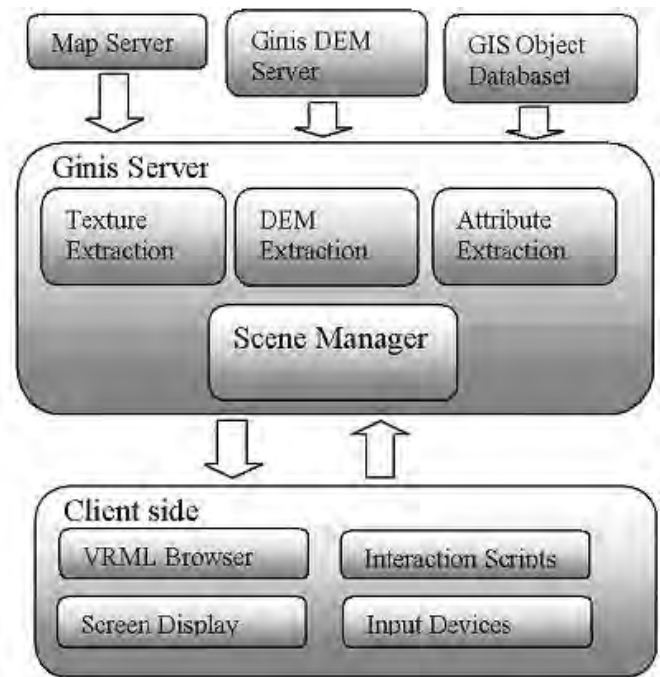 Map Server
Ginis DEM
Server
GIS Object
Databaset
Ginis Server
Texture
Extraction
DEM
Extraction
Attribute
Extraction
Scene Manager
Client side
VRML Browser
Interaction Scripts
Screen Display
Input Devices